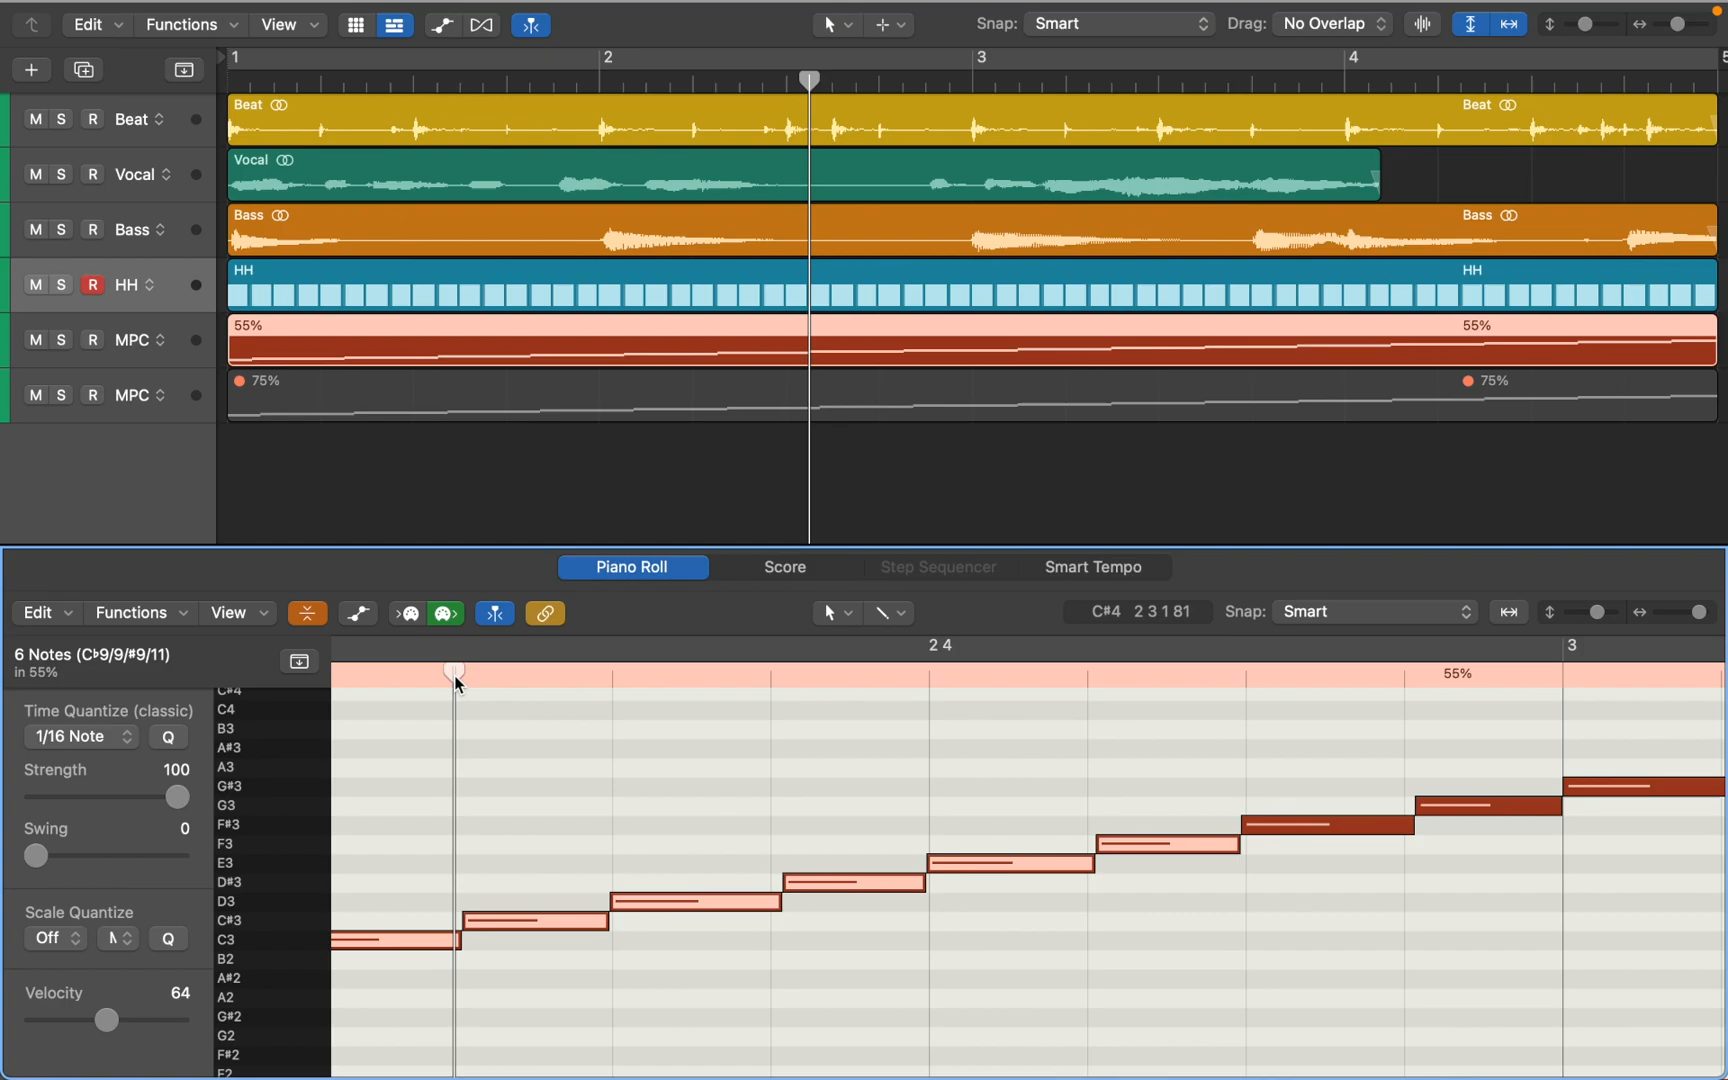 Edit Functions View Snap: Smart Drag: No Overlap
1 2 3 4 5
M S R Beat
Beat Beat
M S R Vocal
Vocal
M S R Bass
Bass Bass
M S R HH
HH HH
M S R MPC
55% 55%
M S R MPC
75% 75%
Piano Roll Score Step Sequencer Smart Tempo
Edit Functions View C#4 2 3 1 81 Snap: Smart
2 4 3
6 Notes (C♭9/9/#9/11)
in 55%
55%
Time Quantize (classic)
1/16 Note Q
Strength 100
Swing 0
Scale Quantize
Off Q
Velocity 64
C#4
C4
B3
A#3
A3
G#3
G3
F#3
F3
E3
D#3
D3
C#3
C3
B2
A#2
A2
G#2
G2
F#2
F2